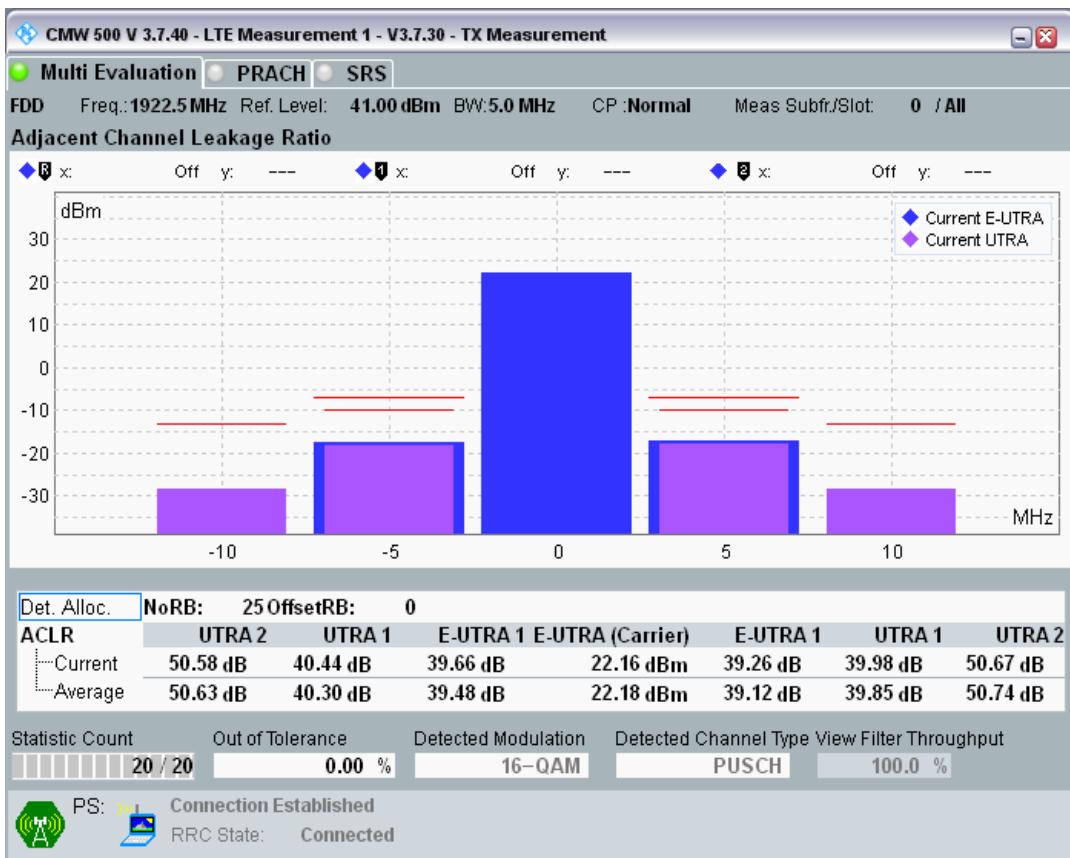 CMW 500 V 3.7.40 - LTE Measurement 1 - V3.7.30 - TX Measurement
Multi Evaluation PRACH SRS
FDD Freq.: 1922.5 MHz Ref. Level: 41.00 dBm BW: 5.0 MHz CP : Normal Meas Subfr./Slot: 0 / All
Adjacent Channel Leakage Ratio
R x: Off y: --- 1 x: Off y: --- 2 x: Off y: ---
dBm
Current E-UTRA
Current UTRA
30
20
10
0
-10
-20
-30
MHz
-10 -5 0 5 10
Det. Alloc. NoRB: 25 OffsetRB: 0
ACLR UTRA 2 UTRA 1 E-UTRA 1 E-UTRA (Carrier) E-UTRA 1 UTRA 1 UTRA 2
Current 50.58 dB 40.44 dB 39.66 dB 22.16 dBm 39.26 dB 39.98 dB 50.67 dB
Average 50.63 dB 40.30 dB 39.48 dB 22.18 dBm 39.12 dB 39.85 dB 50.74 dB
Statistic Count Out of Tolerance Detected Modulation Detected Channel Type View Filter Throughput
20 / 20 0.00 % 16-QAM PUSCH 100.0 %
PS: Connection Established
RRC State: Connected